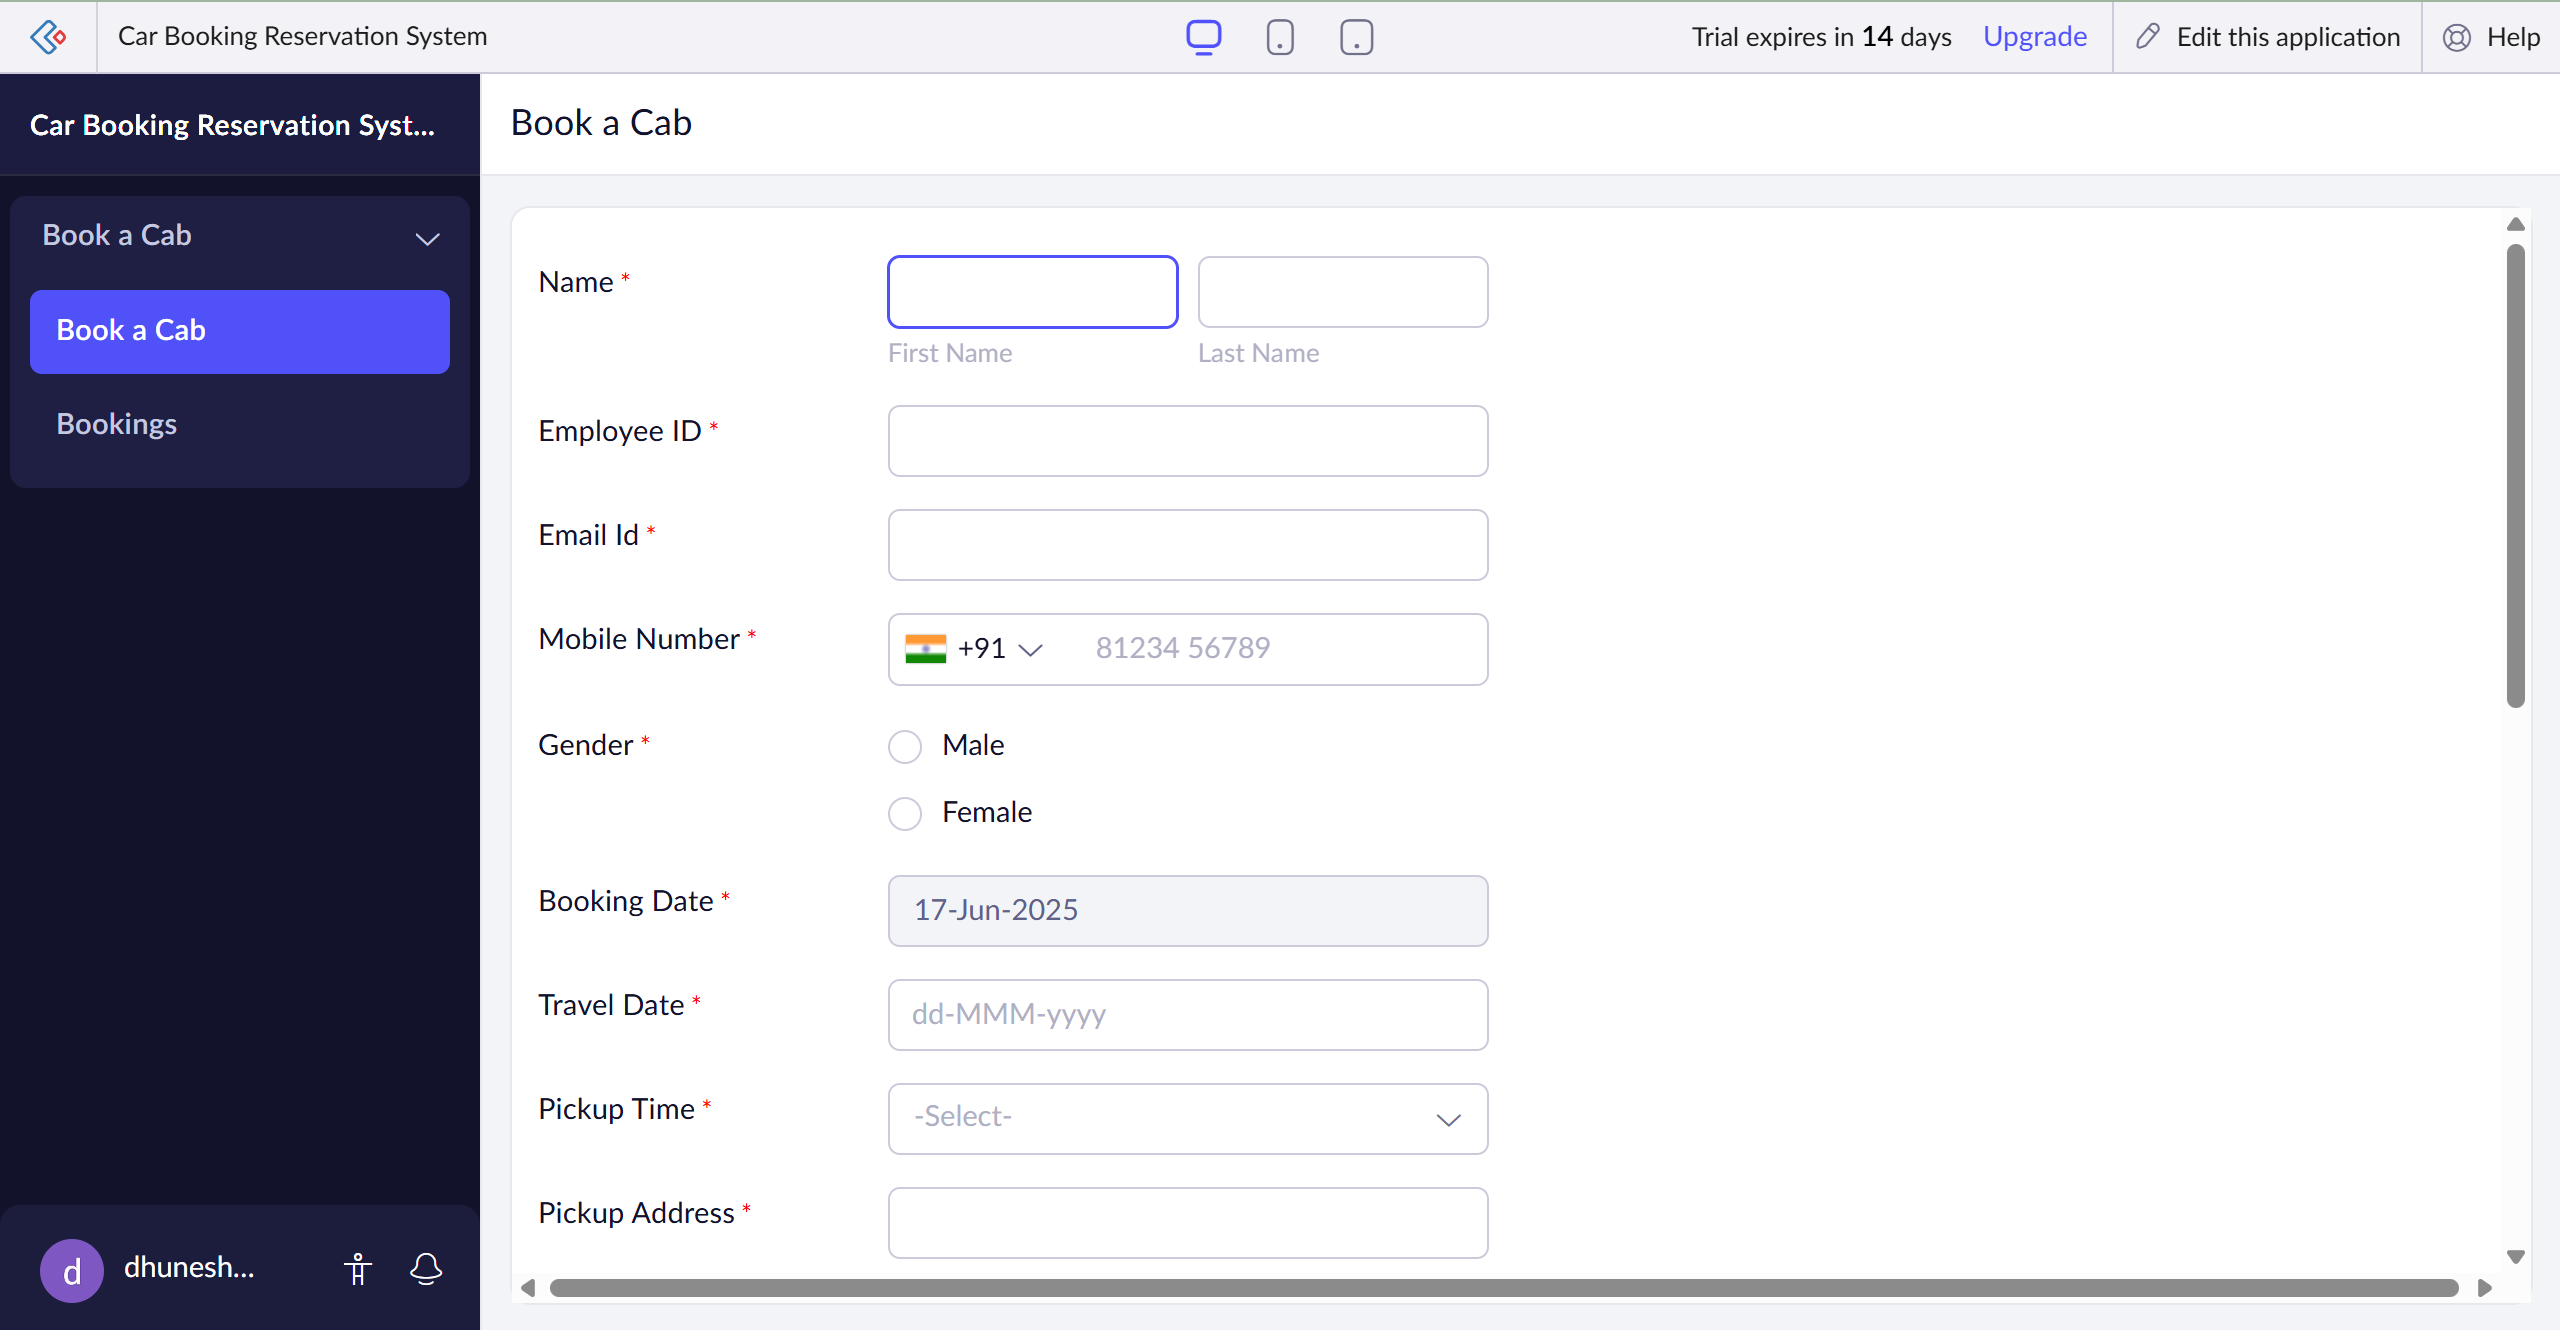 Car Booking Reservation System
Trial expires in 14 days Upgrade Edit this application Help
Car Booking Reservation Syst...
Book a Cab
Book a Cab
Bookings
dhunesh...
d
Book a Cab
Name *
First Name Last Name
Employee ID *
Email Id *
Mobile Number * +91 81234 56789
Gender * Male
Female
Booking Date * 17-Jun-2025
Travel Date * dd-MMM-yyyy
Pickup Time * -Select-
Pickup Address *